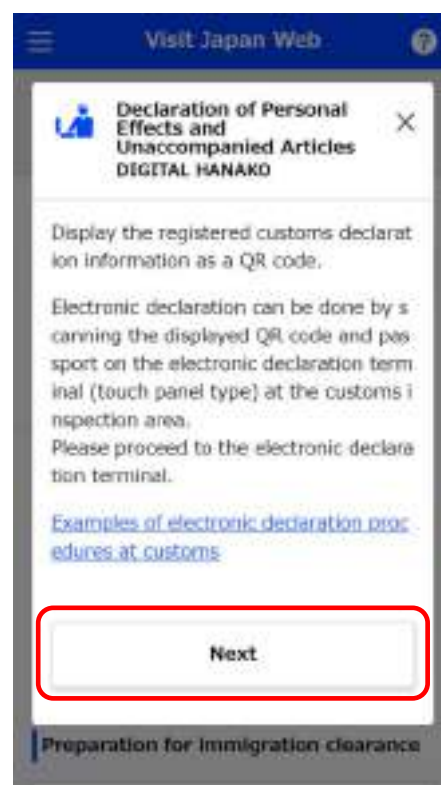 Visit Japan Web
Declaration of Personal
Effects and
Unaccompanied Articles
DIGITAL HANAKO
Display the registered customs declarat
ion information as a QR code.
Electronic declaration can be done by s
canning the displayed QR code and pas
sport on the electronic declaration term
inal (touch panel type) at the customs i
nspection area.
Please proceed to the electronic declara
tion terminal.
Examples of electronic declaration proc
edures at customs
Next
Preparation for immigration clearance